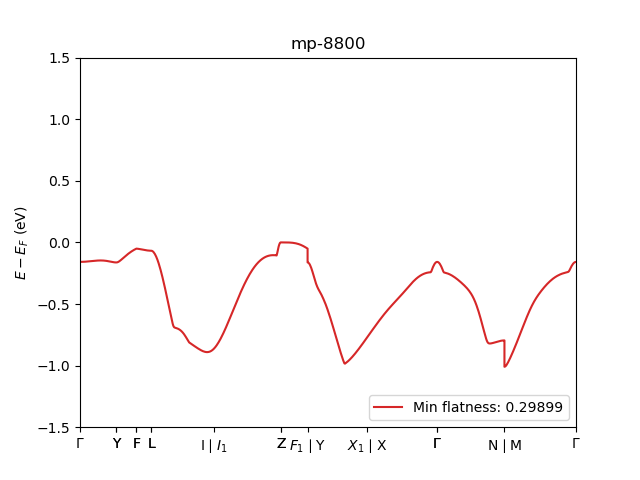 mp-8800
E − E_F (eV)
1.5
1.0
0.5
0.0
−0.5
−1.0
−1.5
Min flatness: 0.29899
Γ Y F L I | I₁ Z F₁ | Y X₁ | X Γ N | M Γ